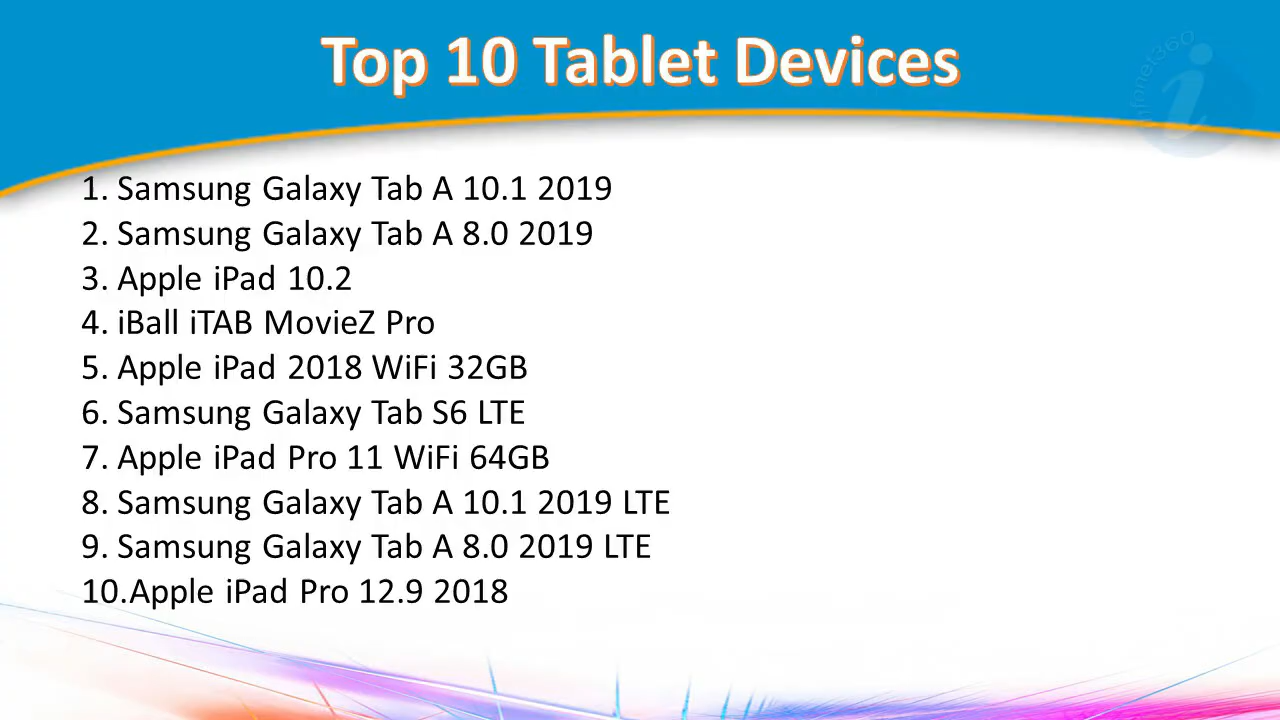 Top 10 Tablet Devices
infonet360
1. Samsung Galaxy Tab A 10.1 2019
2. Samsung Galaxy Tab A 8.0 2019
3. Apple iPad 10.2
4. iBall iTAB MovieZ Pro
5. Apple iPad 2018 WiFi 32GB
6. Samsung Galaxy Tab S6 LTE
7. Apple iPad Pro 11 WiFi 64GB
8. Samsung Galaxy Tab A 10.1 2019 LTE
9. Samsung Galaxy Tab A 8.0 2019 LTE
10.Apple iPad Pro 12.9 2018